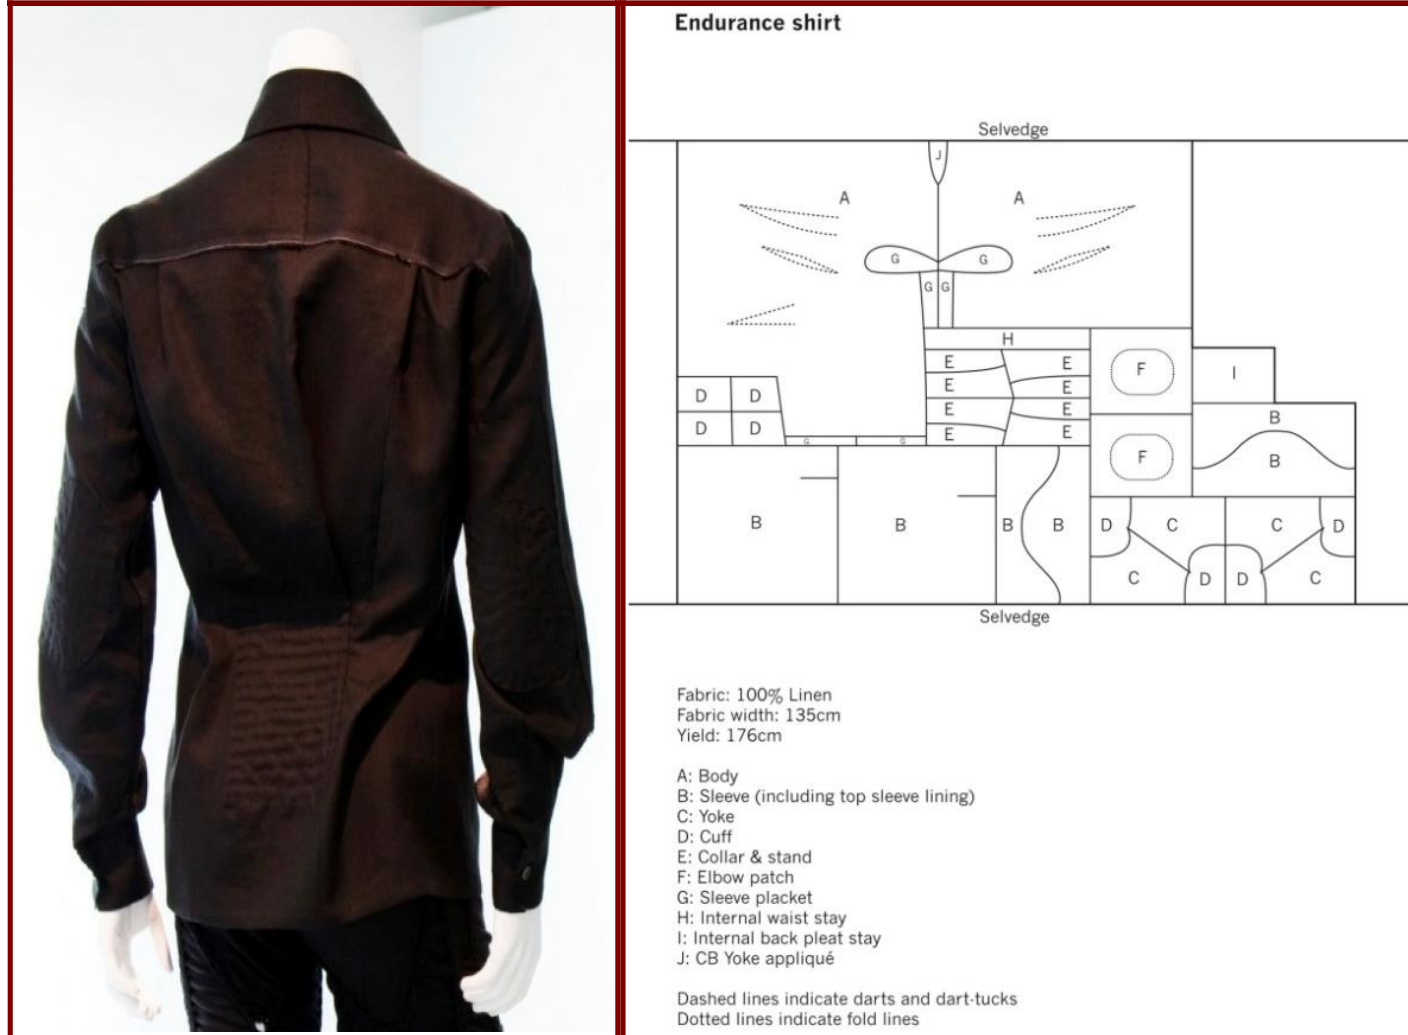 Endurance shirt
Selvedge
J
A A
G G
G G
H
E E
E E
E E
E E
F
I
D D
D D
G G
B
F
B
B B B B
D C C D
C D D C
Selvedge
Fabric: 100% Linen
Fabric width: 135cm
Yield: 176cm
A: Body
B: Sleeve (including top sleeve lining)
C: Yoke
D: Cuff
E: Collar & stand
F: Elbow patch
G: Sleeve placket
H: Internal waist stay
I: Internal back pleat stay
J: CB Yoke appliqué
Dashed lines indicate darts and dart-tucks
Dotted lines indicate fold lines